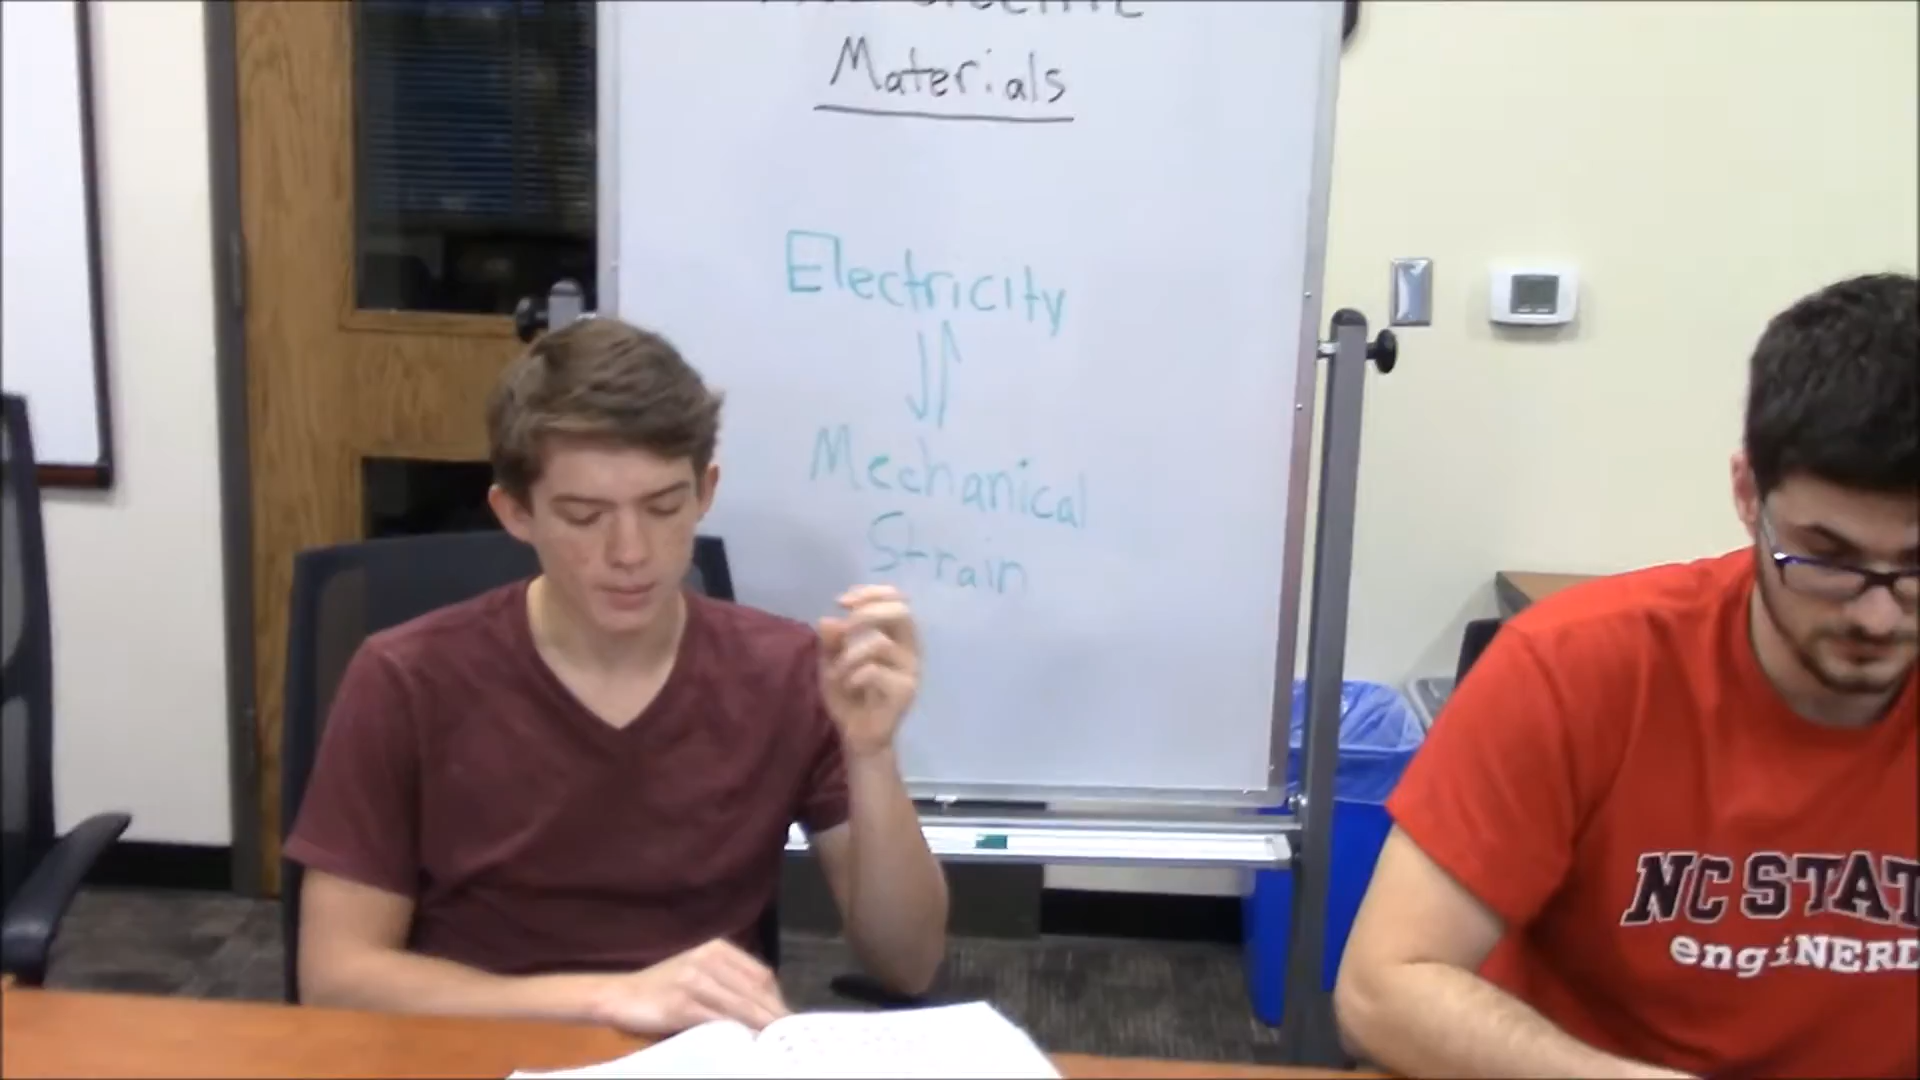 Materials
Electricity
Mechanical
Strain
NC STAT
engiNERD